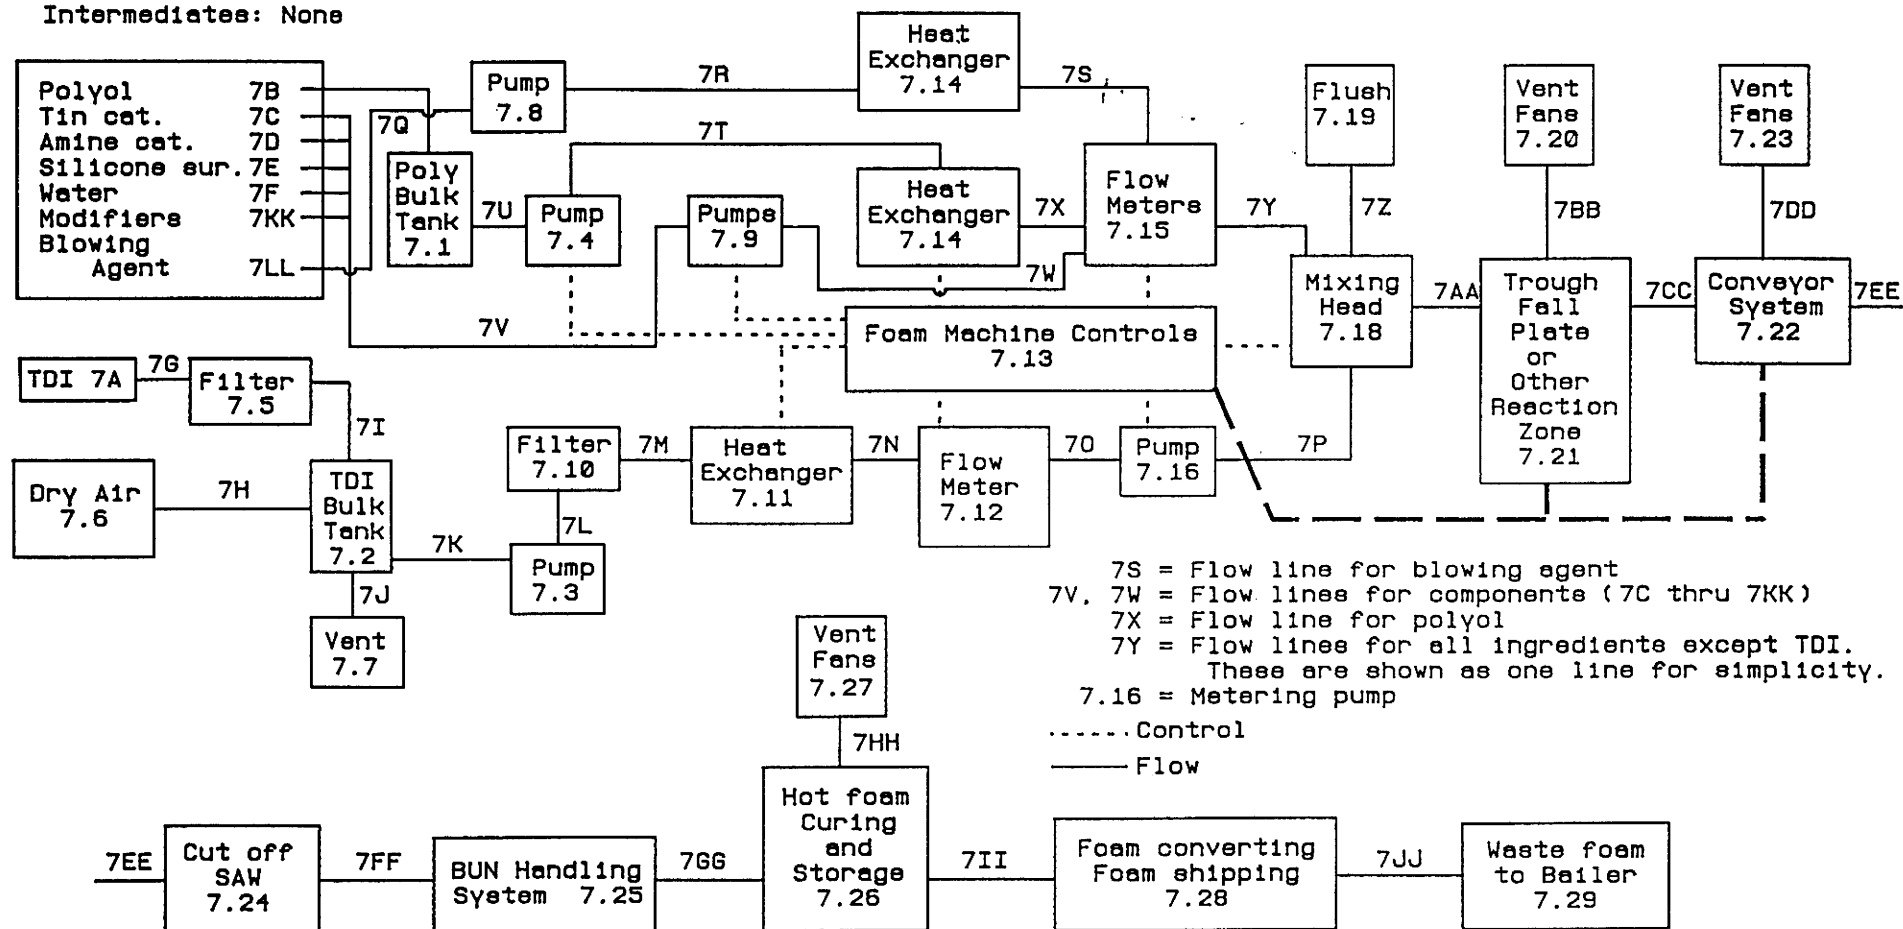 Intermediates: None
Polyol 7B
Tin cat. 7C
Amine cat. 7D
Silicone sur. 7E
Water 7F
Modifiers 7KK
Blowing
Agent 7LL
7Q
Pump
7.8
7R
Heat
Exchanger
7.14
7S
Poly
Bulk
Tank
7.1
7U
Pump
7.4
7T
Pumps
7.9
Heat
Exchanger
7.14
7X
7W
Flow
Meters
7.15
7Y
Flush
7.19
7Z
Vent
Fans
7.20
7BB
Vent
Fans
7.23
7DD
7V
Foam Machine Controls
7.13
Mixing
Head
7.18
7AA
Trough
Fall
Plate
or
Other
Reaction
Zone
7.21
7CC
Conveyor
System
7.22
7EE
TDI 7A
7G
Filter
7.5
7I
Dry Air
7.6
7H
TDI
Bulk
Tank
7.2
7J
Vent
7.7
7K
Pump
7.3
7L
Filter
7.10
7M
Heat
Exchanger
7.11
7N
Flow
Meter
7.12
7O
Pump
7.16
7P
7S = Flow line for blowing agent
7V, 7W = Flow lines for components (7C thru 7KK)
7X = Flow line for polyol
7Y = Flow lines for all ingredients except TDI.
These are shown as one line for simplicity.
7.16 = Metering pump
Control
Flow
Vent
Fans
7.27
7HH
7EE
Cut off
SAW
7.24
7FF
BUN Handling
System 7.25
7GG
Hot foam
Curing
and
Storage
7.26
7II
Foam converting
Foam shipping
7.28
7JJ
Waste foam
to Bailer
7.29